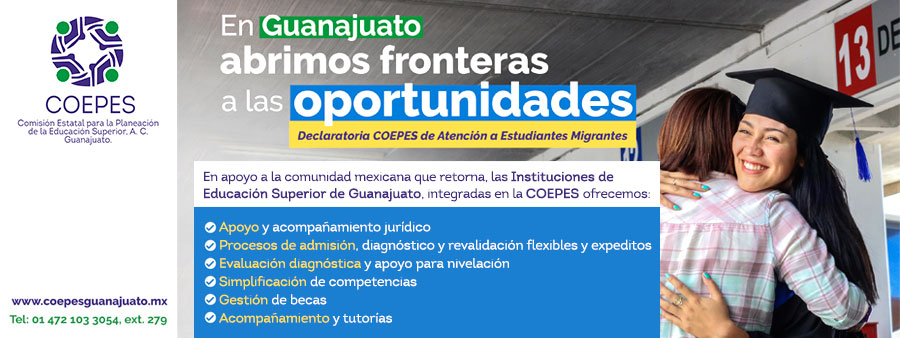 COEPES
Comisión Estatal para la Planeación
de la Educación Superior, A. C.
Guanajuato.
www.coepesguanajuato.mx
Tel: 01 472 103 3054, ext. 279
En Guanajuato
abrimos fronteras
a las oportunidades
Declaratoria COEPES de Atención a Estudiantes Migrantes
En apoyo a la comunidad mexicana que retorna, las Instituciones de
Educación Superior de Guanajuato, integradas en la COEPES ofrecemos:
Apoyo y acompañamiento jurídico
Procesos de admisión, diagnóstico y revalidación flexibles y expeditos
Evaluación diagnóstica y apoyo para nivelación
Simplificación de competencias
Gestión de becas
Acompañamiento y tutorías
13 DE